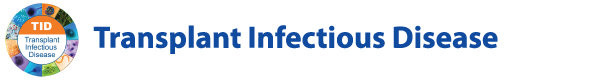 TID
Transplant
Infectious
Disease
Transplant Infectious Disease